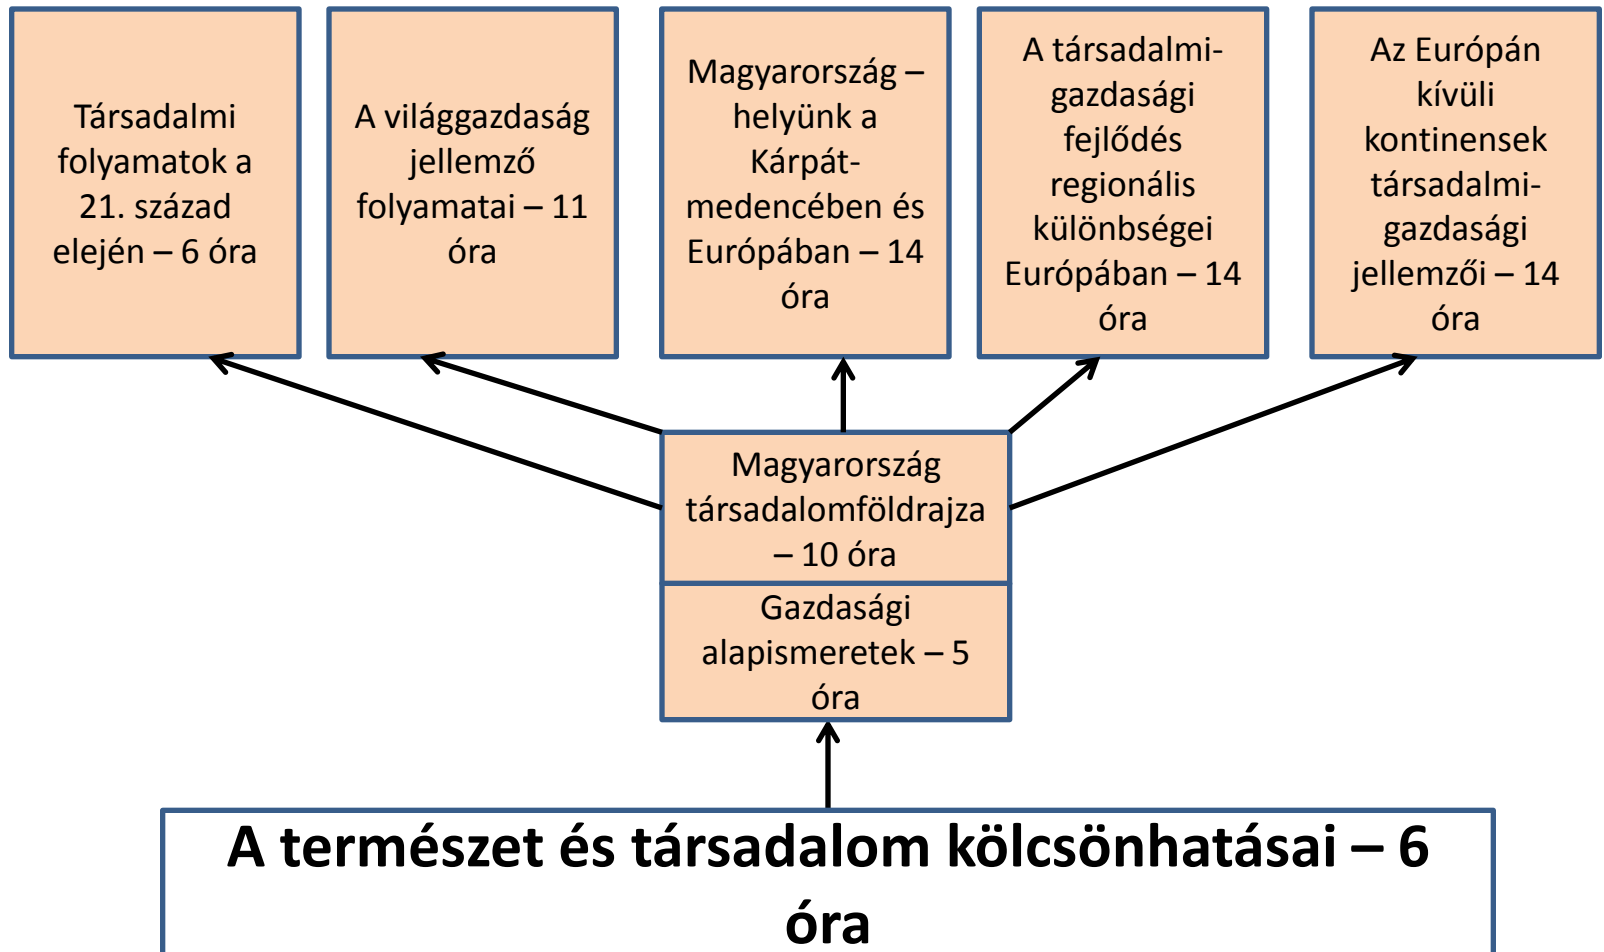 Társadalmi
folyamatok a
21. század
elején – 6 óra
A világgazdaság
jellemző
folyamatai – 11
óra
Magyarország –
helyünk a
Kárpát-
medencében és
Európában – 14
óra
A társadalmi-
gazdasági
fejlődés
regionális
különbségei
Európában – 14
óra
Az Európán
kívüli
kontinensek
társadalmi-
gazdasági
jellemzői – 14
óra
Magyarország
társadalomföldrajza
– 10 óra
Gazdasági
alapismeretek – 5
óra
A természet és társadalom kölcsönhatásai – 6
óra